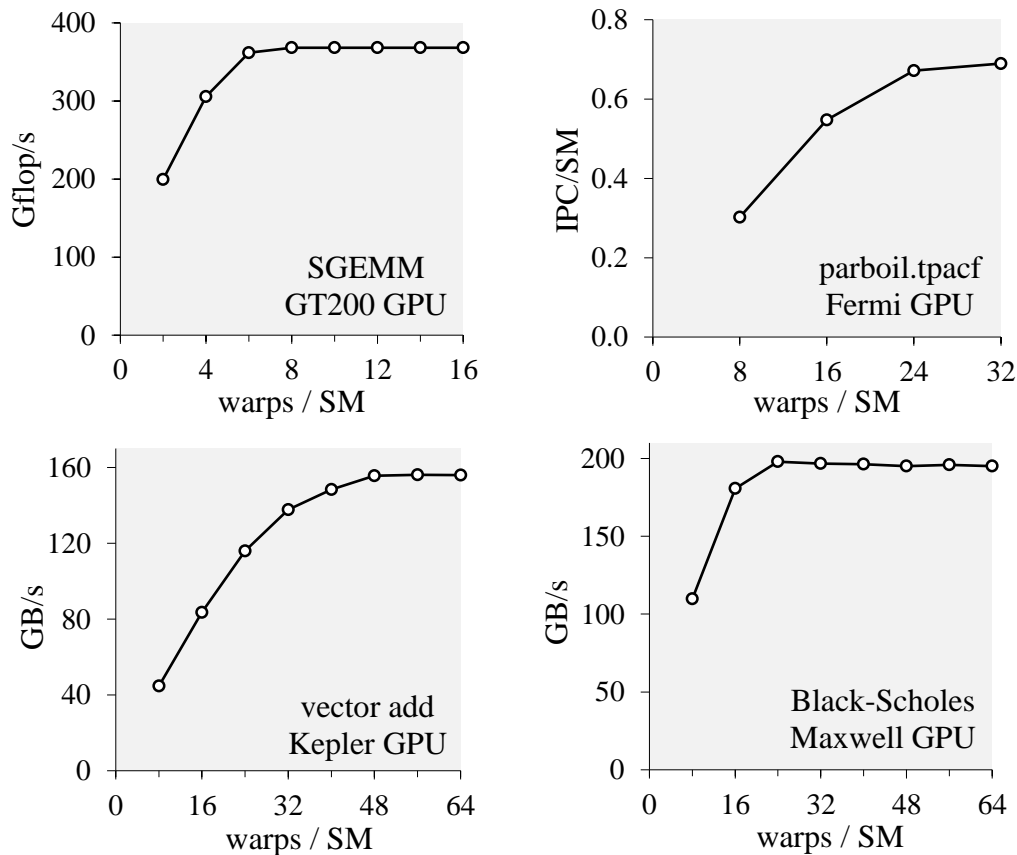 400
300
200
100
0
Gflop/s
SGEMM
GT200 GPU
0 4 8 12 16
warps / SM
0.8
0.6
0.4
0.2
0.0
IPC/SM
parboil.tpacf
Fermi GPU
0 8 16 24 32
warps / SM
160
120
80
40
0
GB/s
vector add
Kepler GPU
0 16 32 48 64
warps / SM
200
150
100
50
0
GB/s
Black-Scholes
Maxwell GPU
0 16 32 48 64
warps / SM